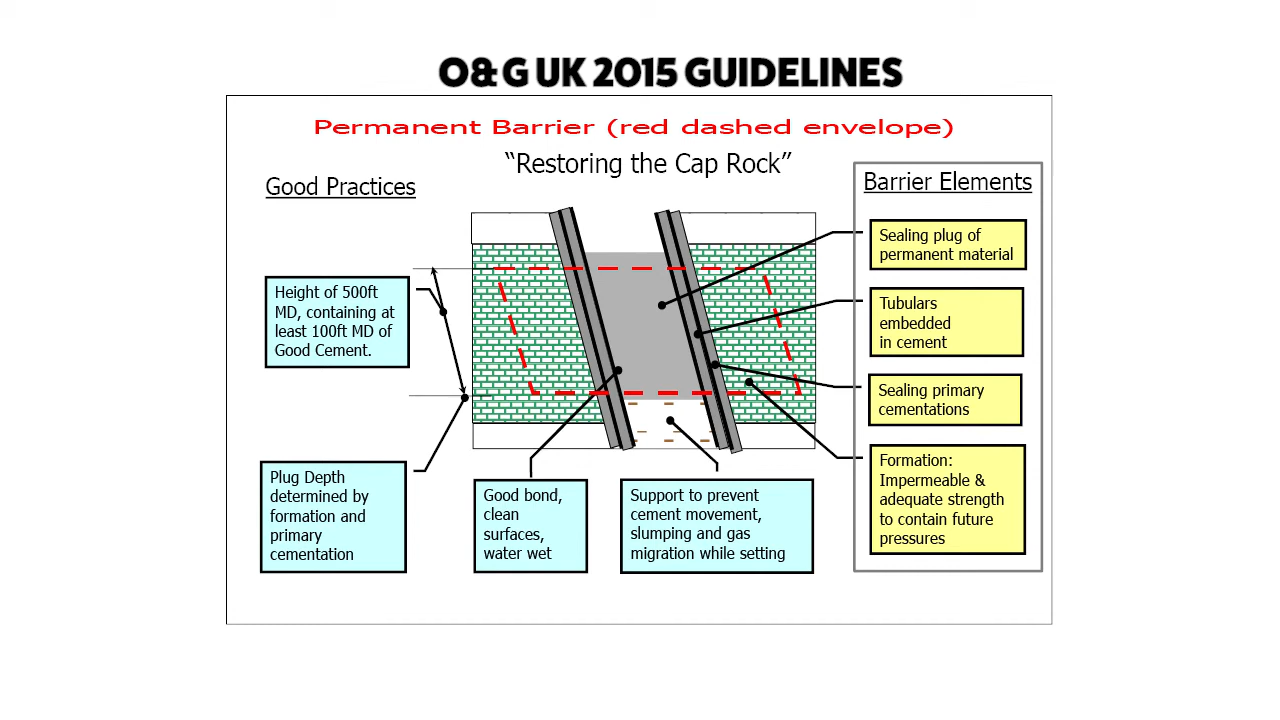 O& G UK 2015 GUIDELINES
Permanent Barrier (red dashed envelope)
“Restoring the Cap Rock”
Good Practices
Height of 500ft
MD, containing at
least 100ft MD of
Good Cement.
Plug Depth
determined by
formation and
primary
cementation
Good bond,
clean
surfaces,
water wet
Support to prevent
cement movement,
slumping and gas
migration while setting
Barrier Elements
Sealing plug of
permanent material
Tubulars
embedded
in cement
Sealing primary
cementations
Formation:
Impermeable &
adequate strength
to contain future
pressures